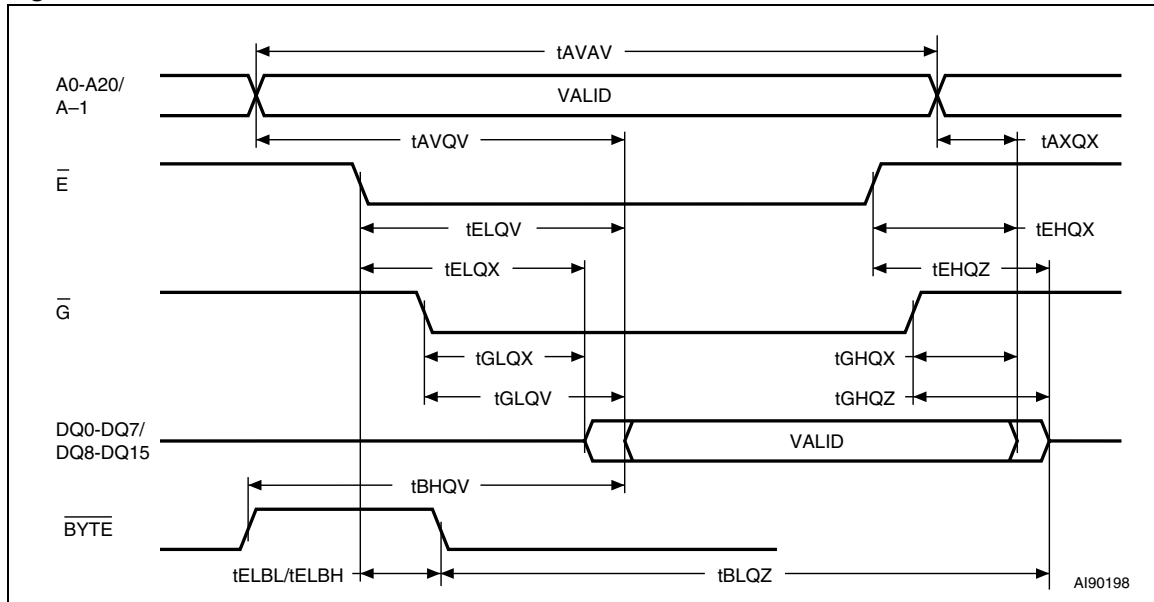 tAVAV
A0-A20/
A–1
VALID
tAVQV
tAXQX
E
tELQV
tEHQX
tELQX
tEHQZ
G
tGLQX
tGHQX
tGLQV
tGHQZ
DQ0-DQ7/
DQ8-DQ15
VALID
tBHQV
BYTE
tELBL/tELBH
tBLQZ
AI90198